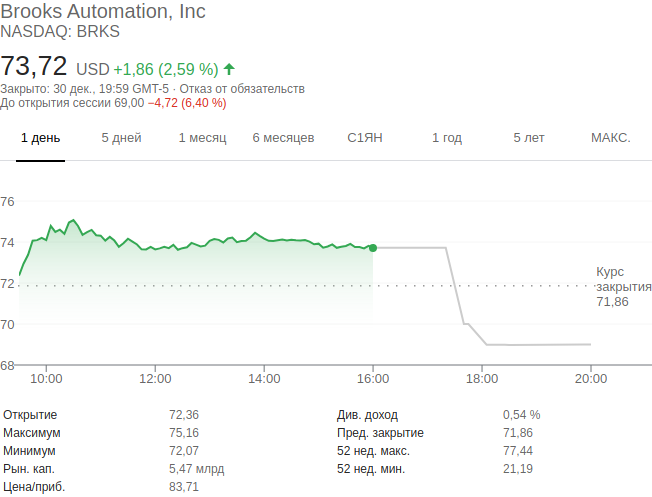 Brooks Automation, Inc
NASDAQ: BRKS
73,72 USD +1,86 (2,59 %)
Закрыто: 30 дек., 19:59 GMT-5 · Отказ от обязательств
До открытия сессии 69,00 −4,72 (6,40 %)
1 день 5 дней 1 месяц 6 месяцев С1ЯН 1 год 5 лет МАКС.
76
74
72
70
68
Курс
закрытия
71,86
10:00 12:00 14:00 16:00 18:00 20:00
Открытие 72,36 Див. доход 0,54 %
Максимум 75,16 Пред. закрытие 71,86
Минимум 72,07 52 нед. макс. 77,44
Рын. кап. 5,47 млрд 52 нед. мин. 21,19
Цена/приб. 83,71